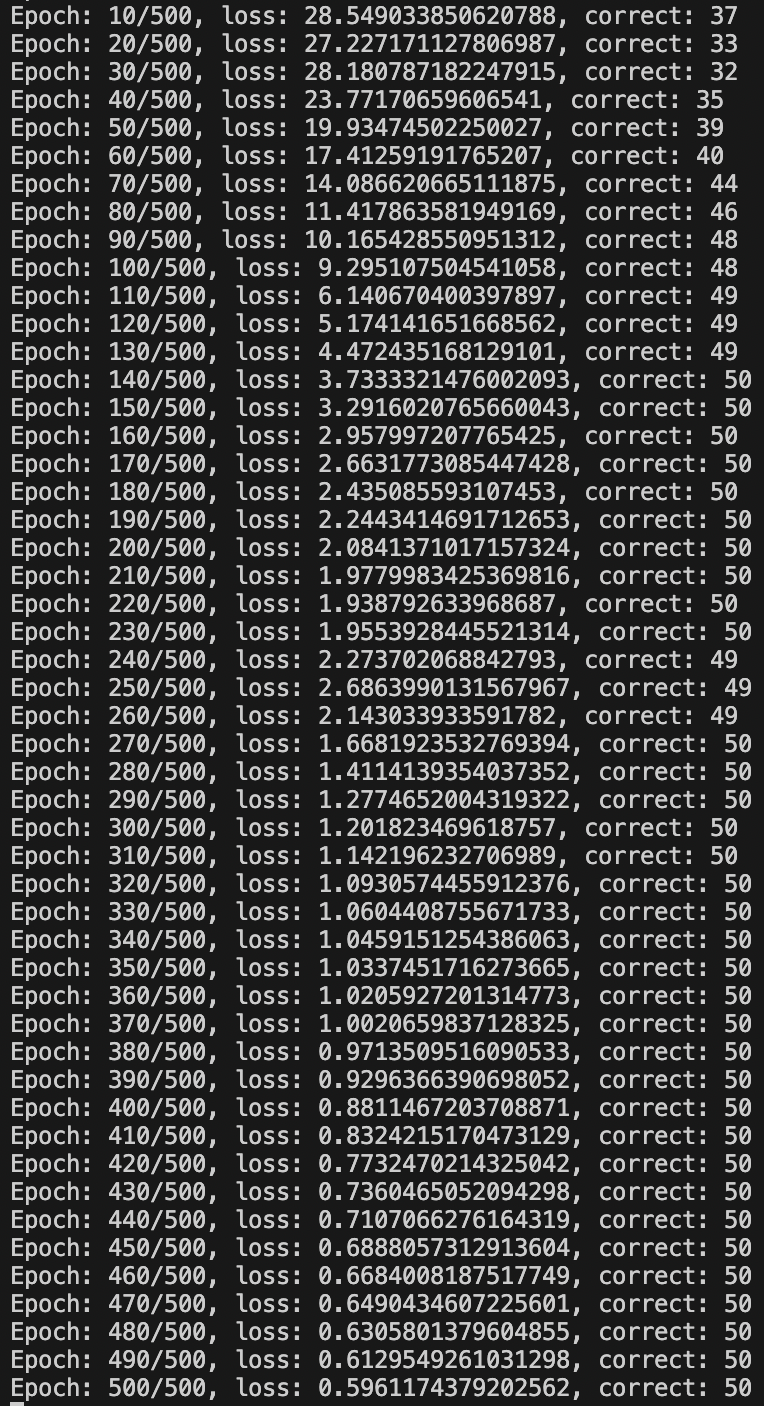 Epoch: 10/500, loss: 28.549033850620788, correct: 37
Epoch: 20/500, loss: 27.227171127806987, correct: 33
Epoch: 30/500, loss: 28.180787182247915, correct: 32
Epoch: 40/500, loss: 23.77170659606541, correct: 35
Epoch: 50/500, loss: 19.93474502250027, correct: 39
Epoch: 60/500, loss: 17.41259191765207, correct: 40
Epoch: 70/500, loss: 14.086620665111875, correct: 44
Epoch: 80/500, loss: 11.417863581949169, correct: 46
Epoch: 90/500, loss: 10.165428550951312, correct: 48
Epoch: 100/500, loss: 9.295107504541058, correct: 48
Epoch: 110/500, loss: 6.140670400397897, correct: 49
Epoch: 120/500, loss: 5.174141651668562, correct: 49
Epoch: 130/500, loss: 4.472435168129101, correct: 49
Epoch: 140/500, loss: 3.7333321476002093, correct: 50
Epoch: 150/500, loss: 3.2916020765660043, correct: 50
Epoch: 160/500, loss: 2.957997207765425, correct: 50
Epoch: 170/500, loss: 2.6631773085447428, correct: 50
Epoch: 180/500, loss: 2.435085593107453, correct: 50
Epoch: 190/500, loss: 2.2443414691712653, correct: 50
Epoch: 200/500, loss: 2.0841371017157324, correct: 50
Epoch: 210/500, loss: 1.9779983425369816, correct: 50
Epoch: 220/500, loss: 1.938792633968687, correct: 50
Epoch: 230/500, loss: 1.9553928445521314, correct: 50
Epoch: 240/500, loss: 2.273702068842793, correct: 49
Epoch: 250/500, loss: 2.6863990131567967, correct: 49
Epoch: 260/500, loss: 2.143033933591782, correct: 49
Epoch: 270/500, loss: 1.6681923532769394, correct: 50
Epoch: 280/500, loss: 1.4114139354037352, correct: 50
Epoch: 290/500, loss: 1.2774652004319322, correct: 50
Epoch: 300/500, loss: 1.201823469618757, correct: 50
Epoch: 310/500, loss: 1.142196232706989, correct: 50
Epoch: 320/500, loss: 1.0930574455912376, correct: 50
Epoch: 330/500, loss: 1.0604408755671733, correct: 50
Epoch: 340/500, loss: 1.0459151254386063, correct: 50
Epoch: 350/500, loss: 1.0337451716273665, correct: 50
Epoch: 360/500, loss: 1.0205927201314773, correct: 50
Epoch: 370/500, loss: 1.0020659837128325, correct: 50
Epoch: 380/500, loss: 0.9713509516090533, correct: 50
Epoch: 390/500, loss: 0.9296366390698052, correct: 50
Epoch: 400/500, loss: 0.8811467203708871, correct: 50
Epoch: 410/500, loss: 0.8324215170473129, correct: 50
Epoch: 420/500, loss: 0.7732470214325042, correct: 50
Epoch: 430/500, loss: 0.7360465052094298, correct: 50
Epoch: 440/500, loss: 0.7107066276164319, correct: 50
Epoch: 450/500, loss: 0.6888057312913604, correct: 50
Epoch: 460/500, loss: 0.6684008187517749, correct: 50
Epoch: 470/500, loss: 0.6490434607225601, correct: 50
Epoch: 480/500, loss: 0.6305801379604855, correct: 50
Epoch: 490/500, loss: 0.6129549261031298, correct: 50
Epoch: 500/500, loss: 0.5961174379202562, correct: 50